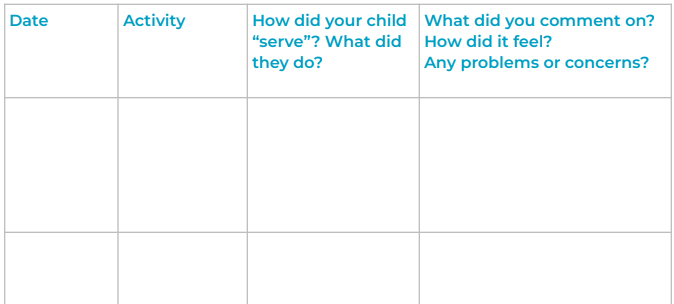 Date
Activity
How did your child
“serve”? What did
they do?
What did you comment on?
How did it feel?
Any problems or concerns?